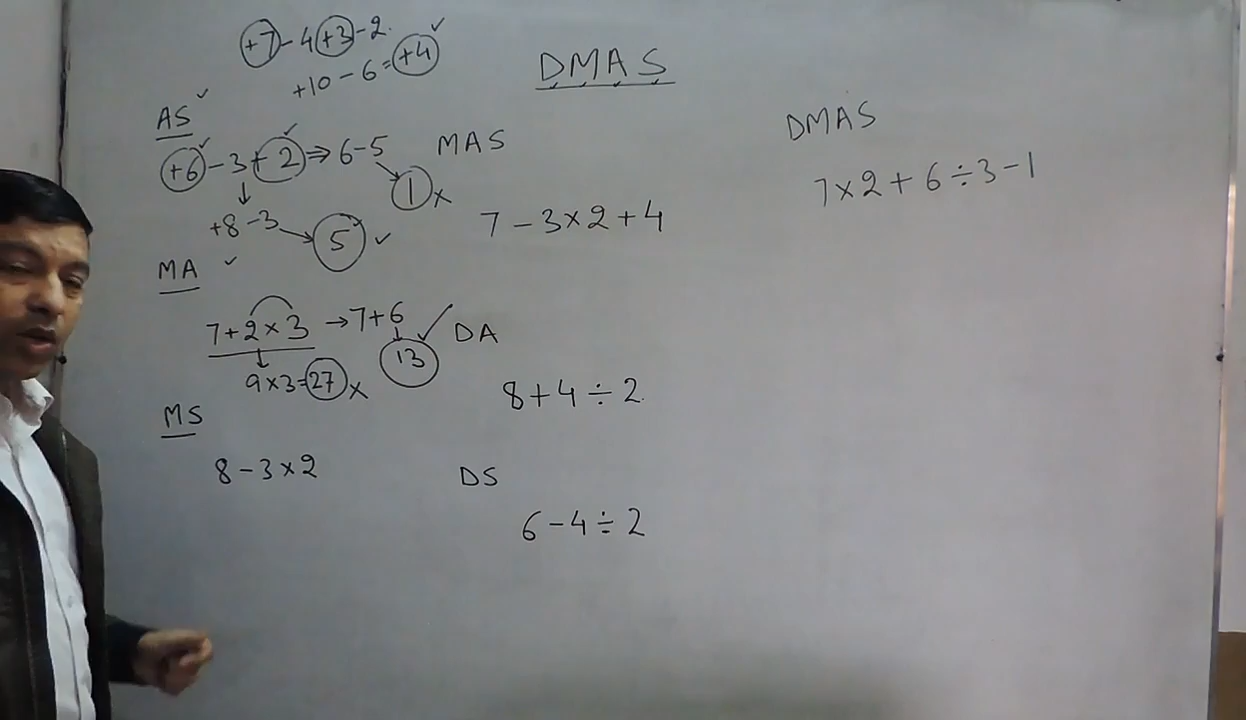 +7-4+3-2.
+10-6=+4 ✓
DMAS
AS ✓
+6-3+2 ⇒ 6-5
1 ×
↓
+8-3 → 5 ✓
MA ✓
7+2×3 → 7+6
↓
13 ✓
↓
9×3=27 ×
MS
8-3×2
MAS
7-3×2+4
DA
8+4÷2
DS
6-4÷2
DMAS
7×2+6÷3-1